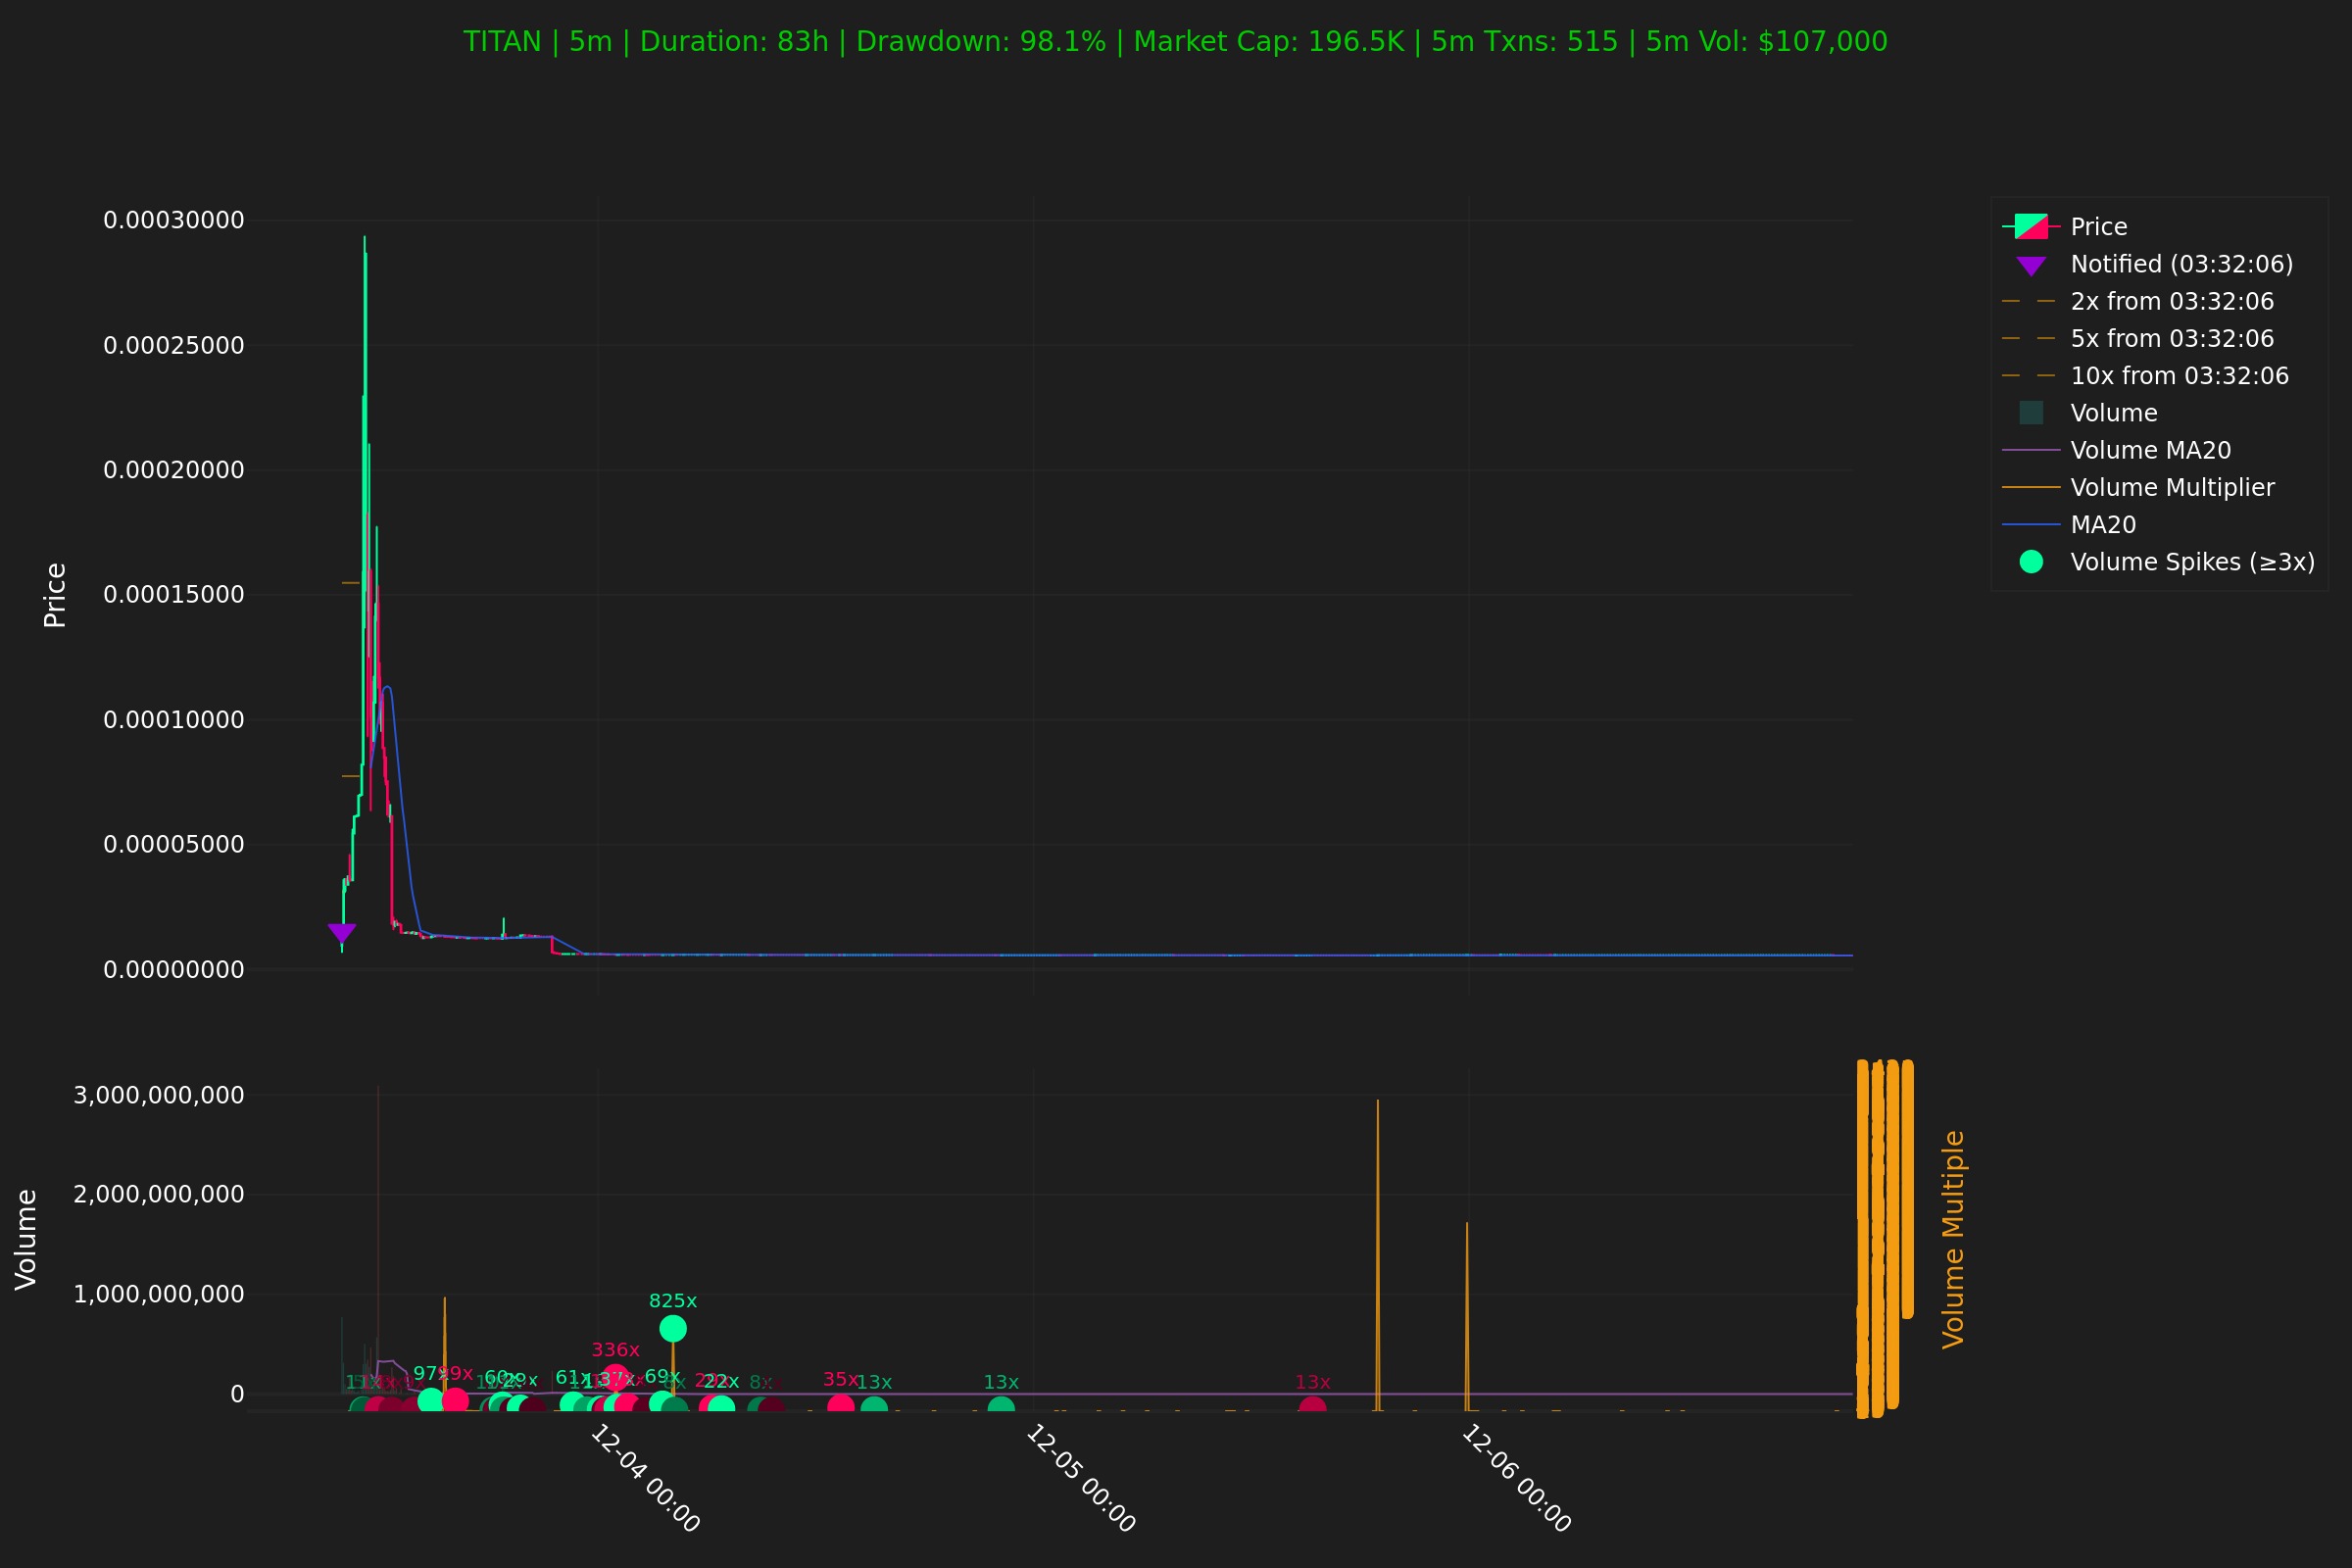 TITAN | 5m | Duration: 83h | Drawdown: 98.1% | Market Cap: 196.5K | 5m Txns: 515 | 5m Vol: $107,000
Price
0.00030000
0.00025000
0.00020000
0.00015000
0.00010000
0.00005000
0.00000000
Price
Notified (03:32:06)
2x from 03:32:06
5x from 03:32:06
10x from 03:32:06
Volume
Volume MA20
Volume Multiplier
MA20
Volume Spikes (≥3x)
Volume
3,000,000,000
2,000,000,000
1,000,000,000
0
825x
336x
69x
22x
8x
35x
13x
13x
13x
Volume Multiple
12-04 00:00
12-05 00:00
12-06 00:00